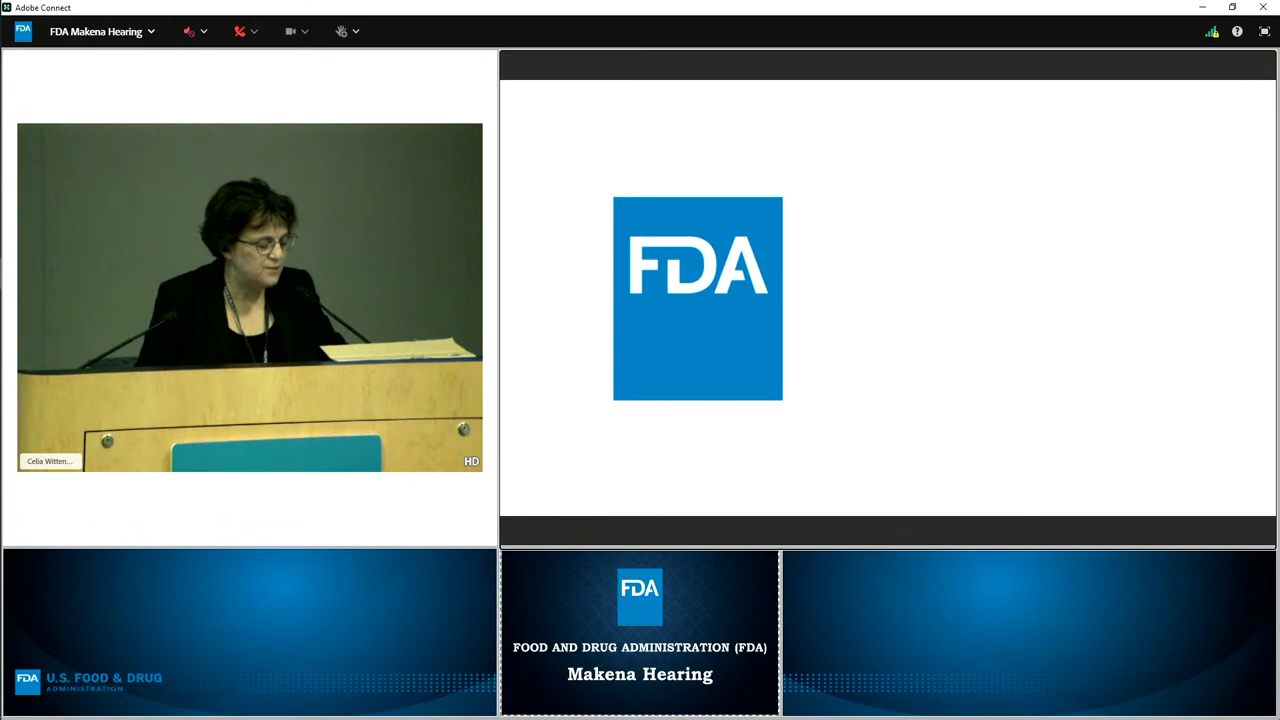 Adobe Connect
FDA
FDA Makena Hearing
FDA
Celia Witten...
HD
FDA
FOOD AND DRUG ADMINISTRATION (FDA)
Makena Hearing
FDA
U.S. FOOD & DRUG
ADMINISTRATION